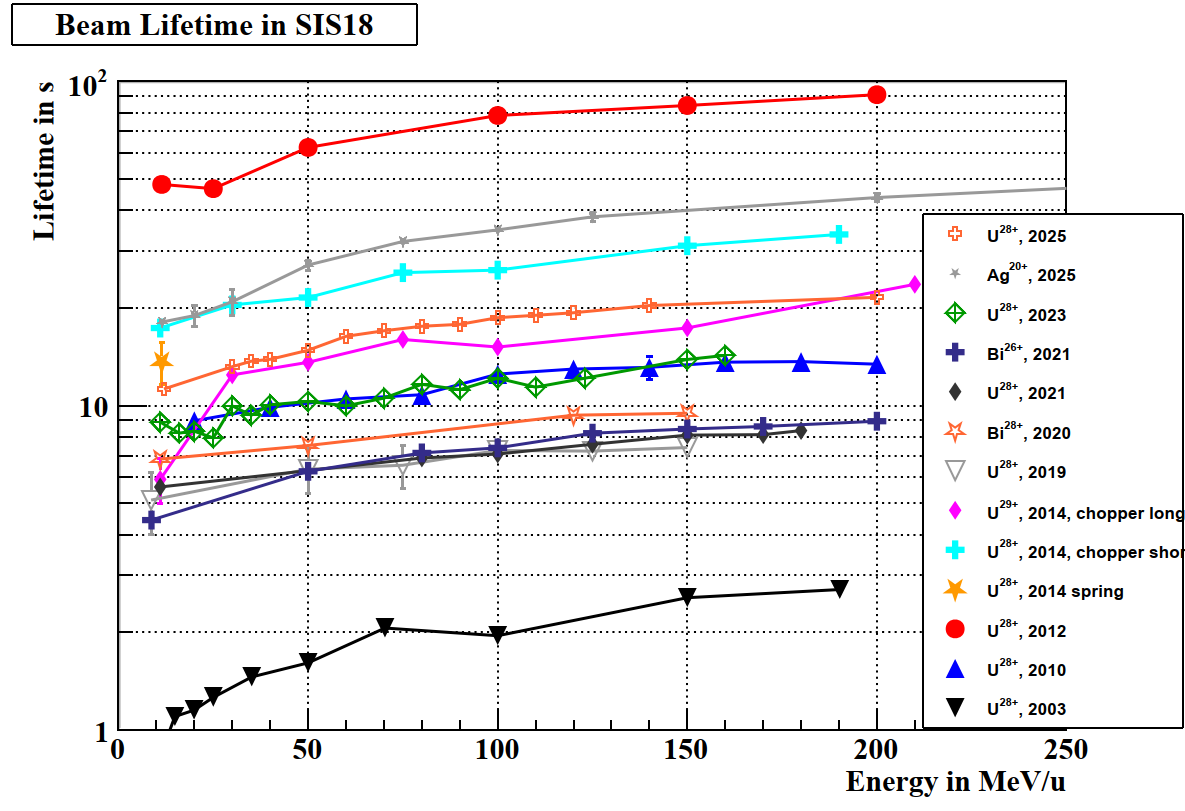 Beam Lifetime in SIS18
Lifetime in s
10²
10
1
0 50 100 150 200 250
Energy in MeV/u
U²⁸⁺, 2025
Ag²⁰⁺, 2025
U²⁸⁺, 2023
Bi²⁶⁺, 2021
U²⁸⁺, 2021
Bi²⁸⁺, 2020
U²⁸⁺, 2019
U²⁹⁺, 2014, chopper long
U²⁸⁺, 2014, chopper shor
U²⁸⁺, 2014 spring
U²⁸⁺, 2012
U²⁸⁺, 2010
U²⁸⁺, 2003